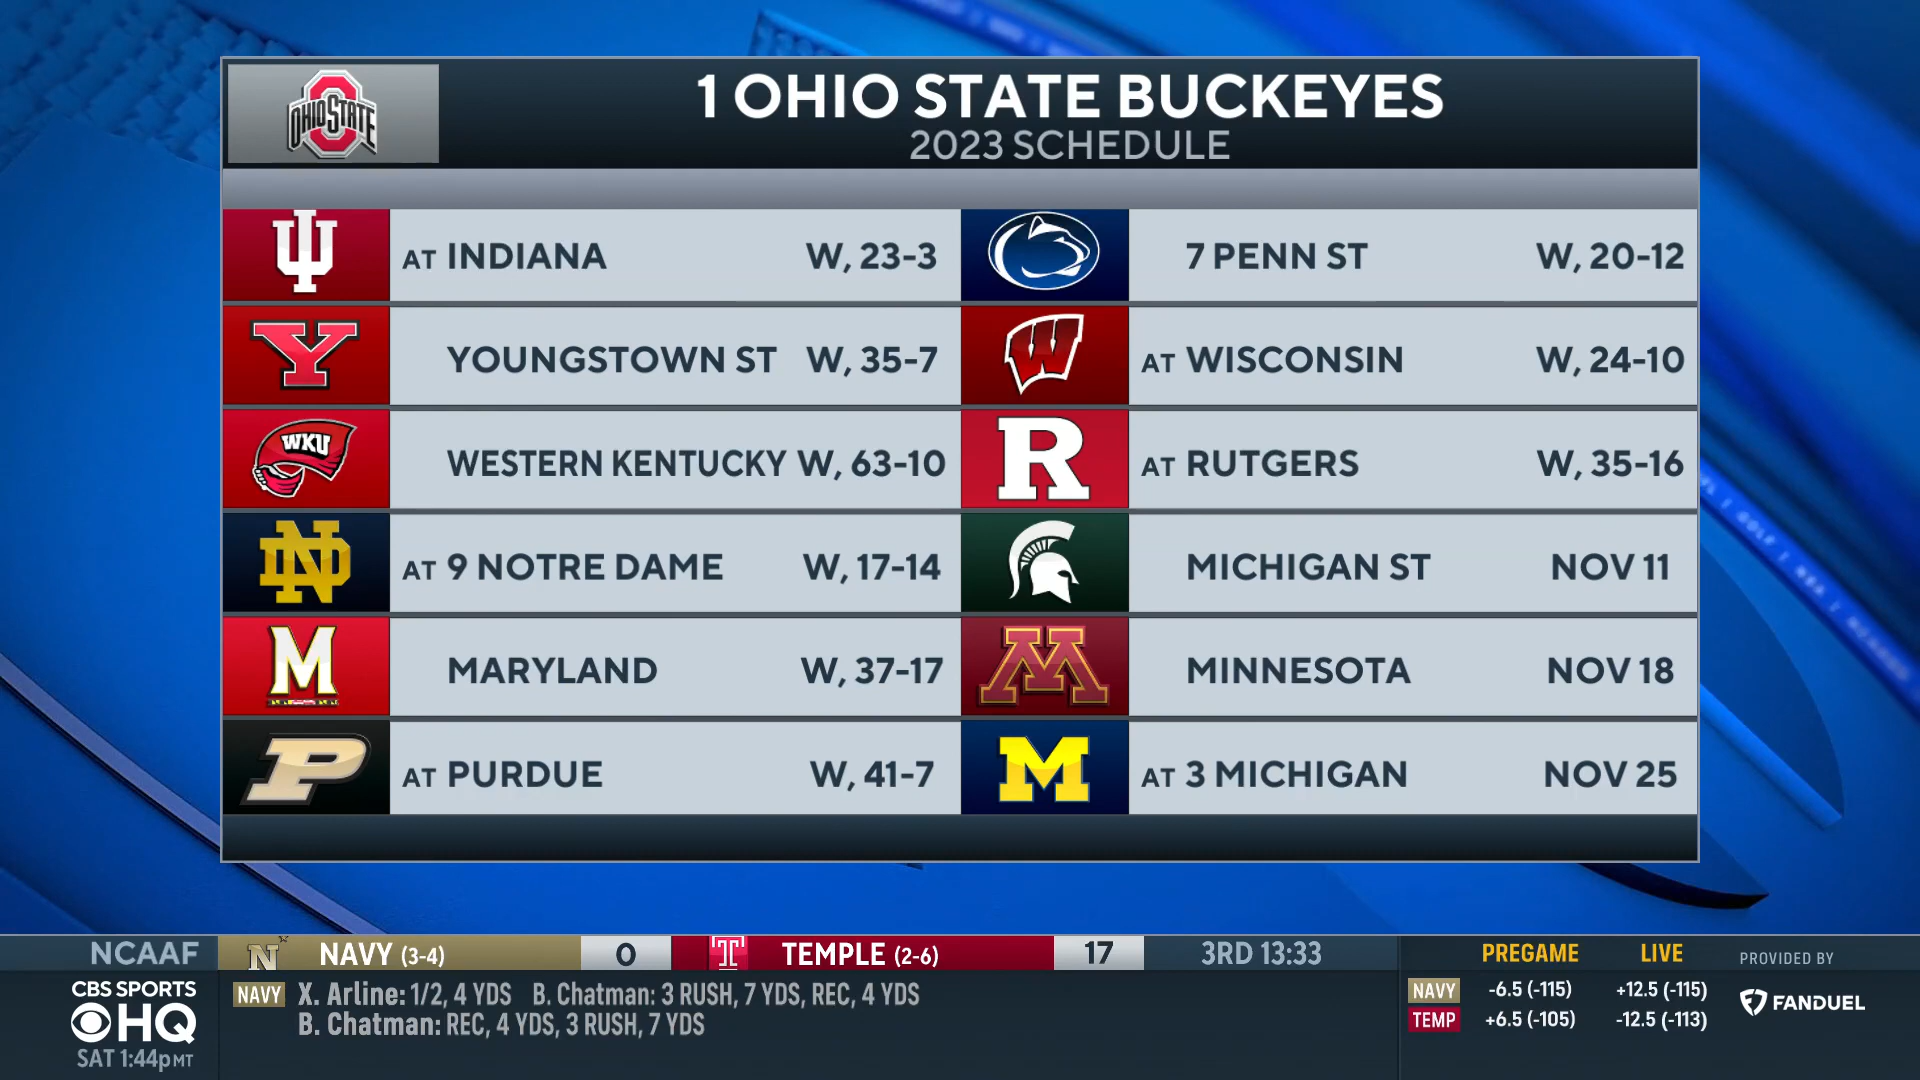 OHIO STATE
1 OHIO STATE BUCKEYES
2023 SCHEDULE
AT INDIANA W, 23-3
YOUNGSTOWN ST W, 35-7
WKU
WESTERN KENTUCKY W, 63-10
AT 9 NOTRE DAME W, 17-14
MARYLAND W, 37-17
AT PURDUE W, 41-7
7 PENN ST W, 20-12
AT WISCONSIN W, 24-10
AT RUTGERS W, 35-16
MICHIGAN ST NOV 11
MINNESOTA NOV 18
AT 3 MICHIGAN NOV 25
NCAAF
NAVY (3-4) 0 TEMPLE (2-6) 17 3RD 13:33
CBS SPORTS
HQ
SAT 1:44p MT
NAVY X. Arline: 1/2, 4 YDS B. Chatman: 3 RUSH, 7 YDS, REC, 4 YDS
B. Chatman: REC, 4 YDS, 3 RUSH, 7 YDS
PREGAME LIVE
NAVY -6.5 (-115) +12.5 (-115)
TEMP +6.5 (-105) -12.5 (-113)
PROVIDED BY
FANDUEL